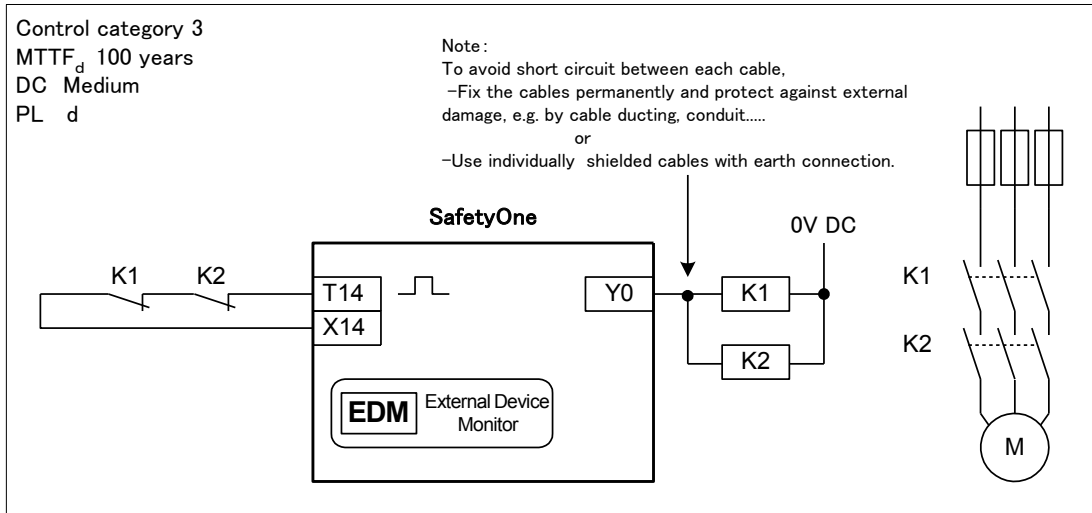 Control category 3
MTTFd 100 years
DC Medium
PL d
Note:
To avoid short circuit between each cable,
-Fix the cables permanently and protect against external
damage, e.g. by cable ducting, conduit.....
or
-Use individually shielded cables with earth connection.
SafetyOne
0V DC
K1 K2
T14
X14
Y0
K1
K2
EDM
External Device
Monitor
K1
K2
M